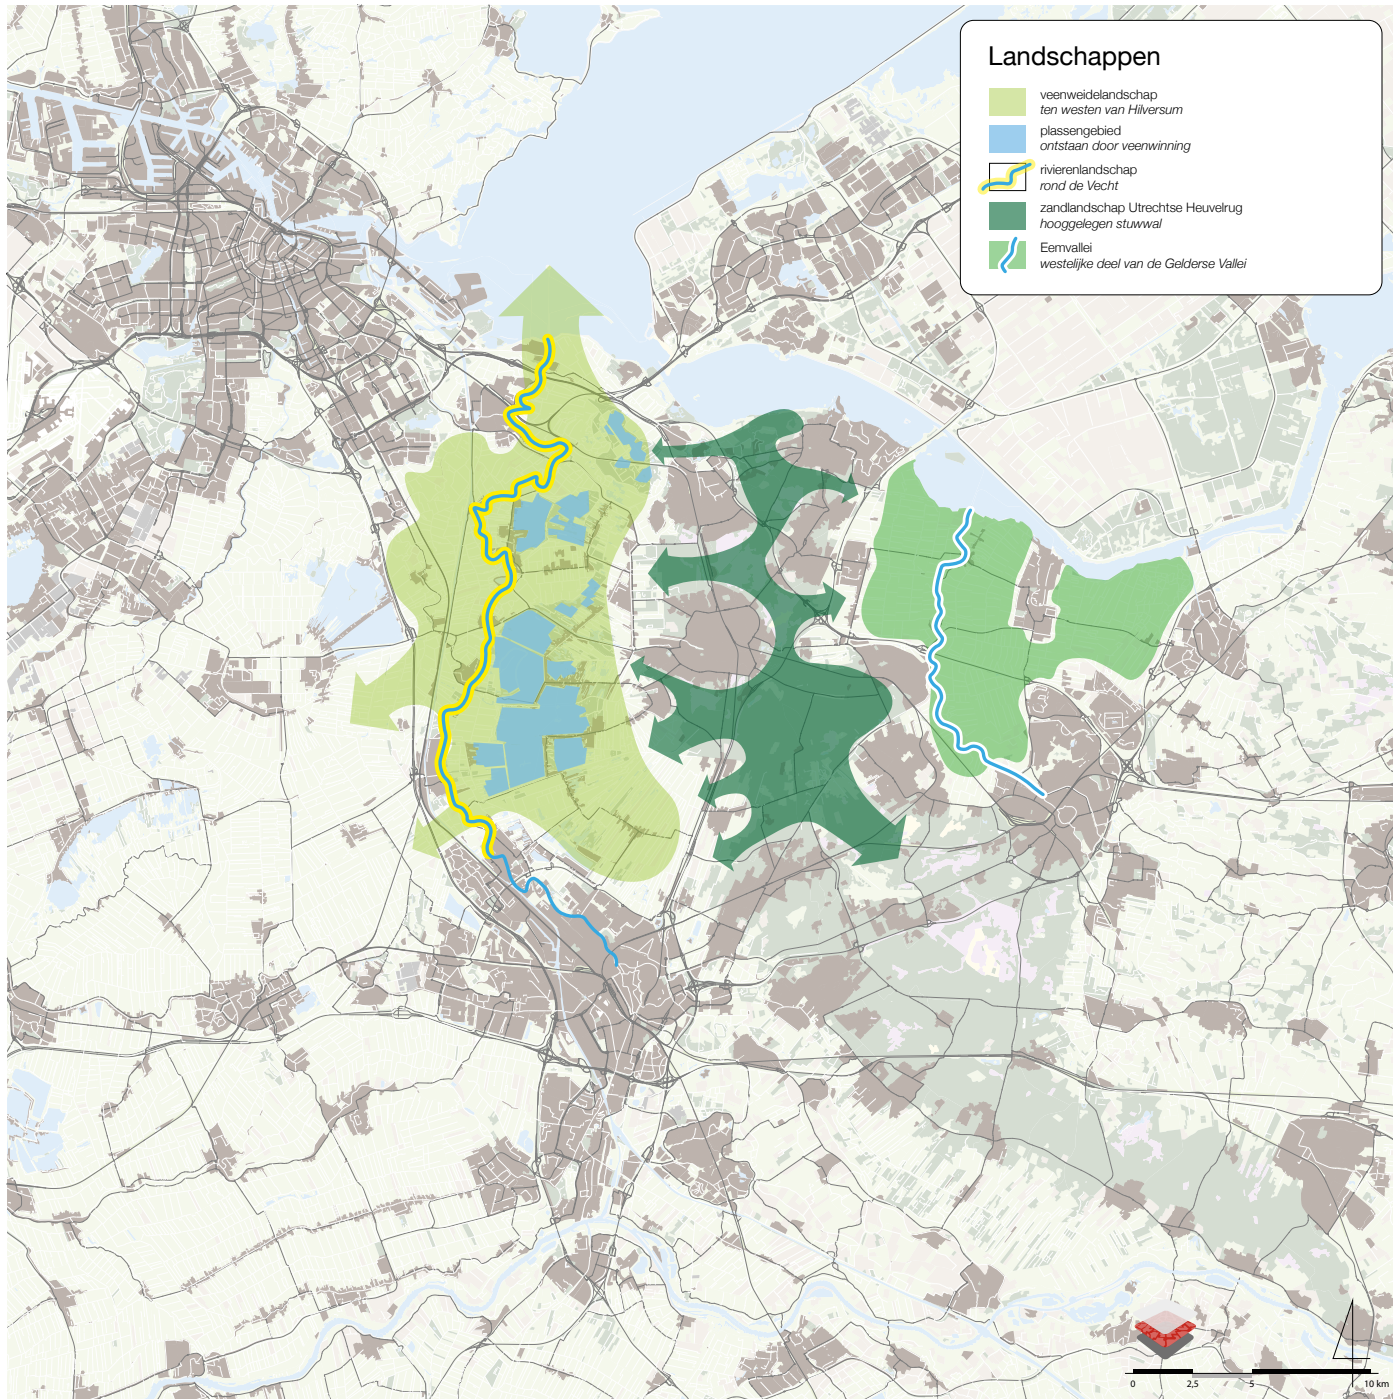 Landschappen
veenweidelandschap
ten westen van Hilversum
plassengebied
ontstaan door veenwinning
rivierenlandschap
rond de Vecht
zandlandschap Utrechtse Heuvelrug
hooggelegen stuwwal
Eemvallei
westelijke deel van de Gelderse Vallei
0 2,5 5 10 km